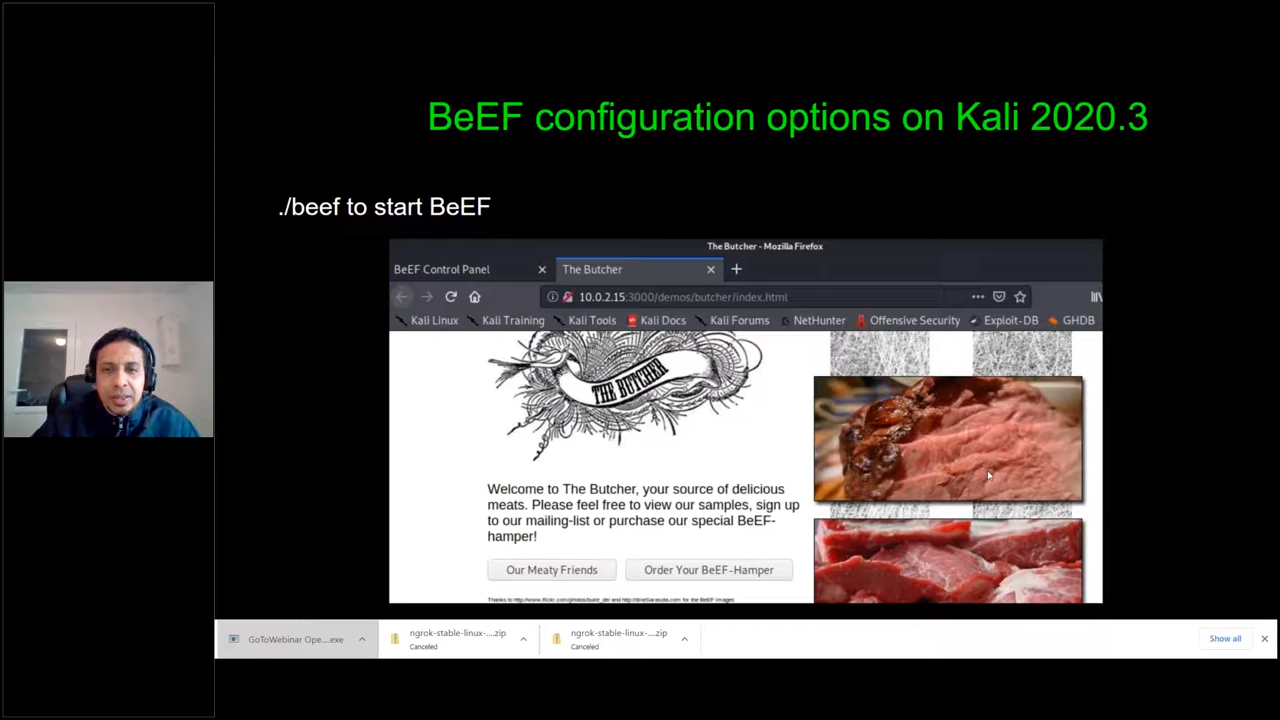 BeEF configuration options on Kali 2020.3
./beef to start BeEF
The Butcher - Mozilla Firefox
BeEF Control Panel
The Butcher
10.0.2.15:3000/demos/butcher/index.html
Kali Linux Kali Training Kali Tools Kali Docs Kali Forums NetHunter Offensive Security Exploit-DB GHDB
THE BUTCHER
Welcome to The Butcher, your source of delicious
meats. Please feel free to view our samples, sign up
to our mailing-list or purchase our special BeEF-
hamper!
Our Meaty Friends Order Your BeEF-Hamper
for the BeEF images
GoToWebinar Ope....exe
ngrok-stable-linux-....zip
Canceled
ngrok-stable-linux-....zip
Canceled
Show all